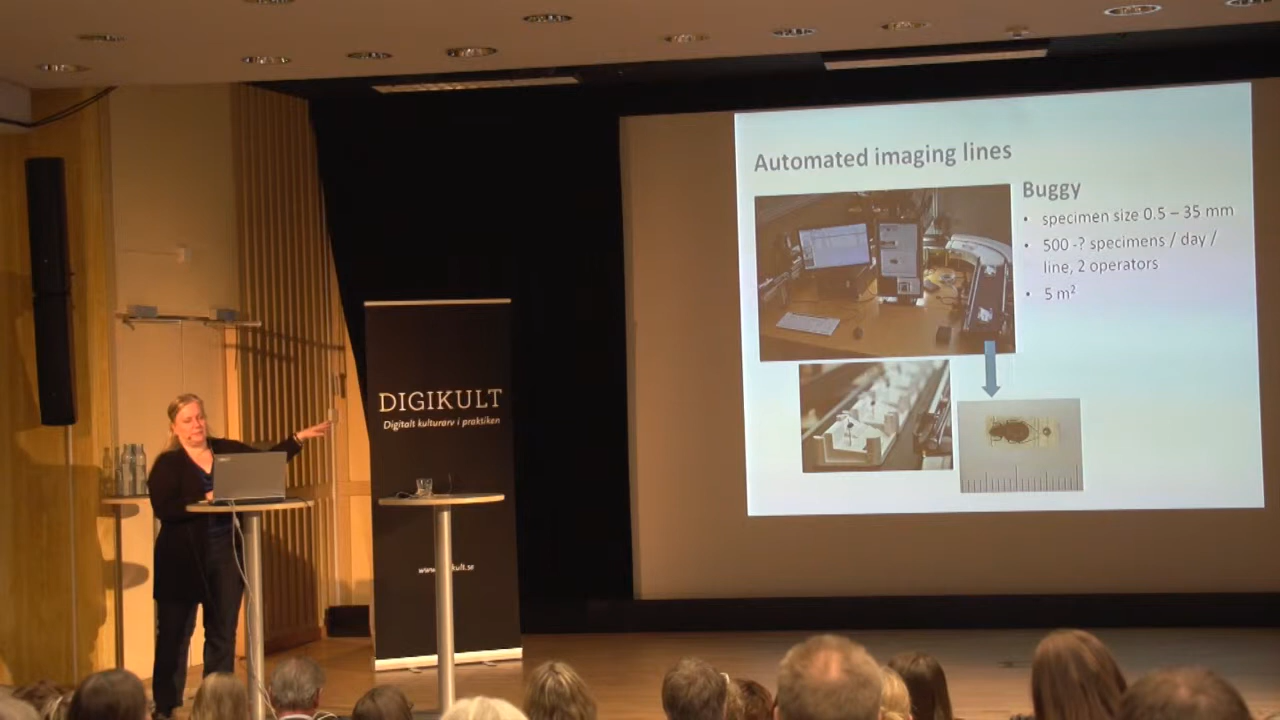 Automated imaging lines
Buggy
• specimen size 0.5 – 35 mm
• 500 -? specimens / day /
line, 2 operators
• 5 m²
DIGIKULT
Digitalt kulturarv i praktiken